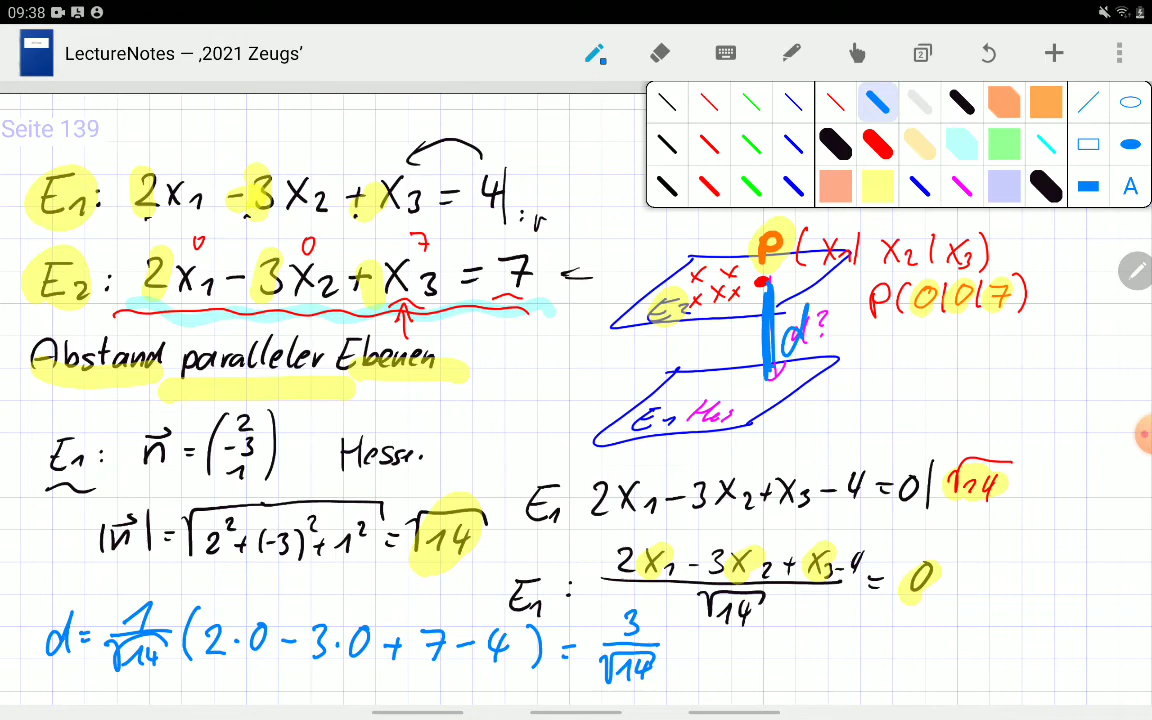 09:38
LectureNotes — ‚2021 Zeugs’
2
A
Seite 139
E₁: 2x₁ - 3x₂ + x₃ = 4 |:
0 0 7
E₂: 2x₁ - 3x₂ + x₃ = 7 ←
Abstand paralleler Ebenen
P(x₁ | x₂ | x₃)
P(0|0|7)
E₂
d?
E₁ Hes
E₁: n⃗ = (2 -3 1) Hesse.
|n⃗| = √(2² + (-3)² + 1²) = √14
E₁ 2x₁ - 3x₂ + x₃ - 4 = 0 | √14
E₁: (2x₁ - 3x₂ + x₃ - 4)/√14 = 0
d = 1/√14 (2·0 - 3·0 + 7 - 4) = 3/√14